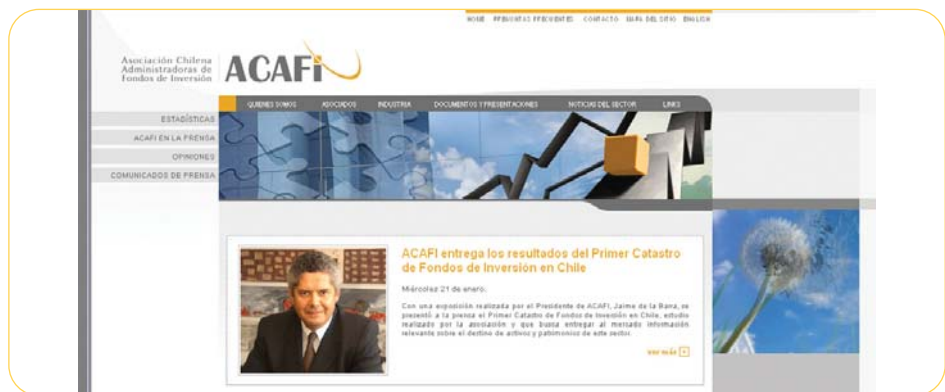 HOME PREGUNTAS FRECUENTES CONTACTO MAPA DEL SITIO ENGLISH
Asociación Chilena
Administradoras de
Fondos de Inversión
ACAFi
QUIENES SOMOS ASOCIADOS INDUSTRIA DOCUMENTOS Y PRESENTACIONES NOTICIAS DEL SECTOR LINKS
ESTADÍSTICAS
ACAFI EN LA PRENSA
OPINIONES
COMUNICADOS DE PRENSA
ACAFI entrega los resultados del Primer Catastro
de Fondos de Inversión en Chile
Miércoles 21 de enero.
Con una exposición realizada por el Presidente de ACAFI, Jaime de la Barra, se
presentó a la prensa el Primer Catastro de Fondos de Inversión en Chile, estudio
realizado por la asociación y que busca entregar al mercado información
relevante sobre el destino de activos y patrimonios de este sector.
ver más